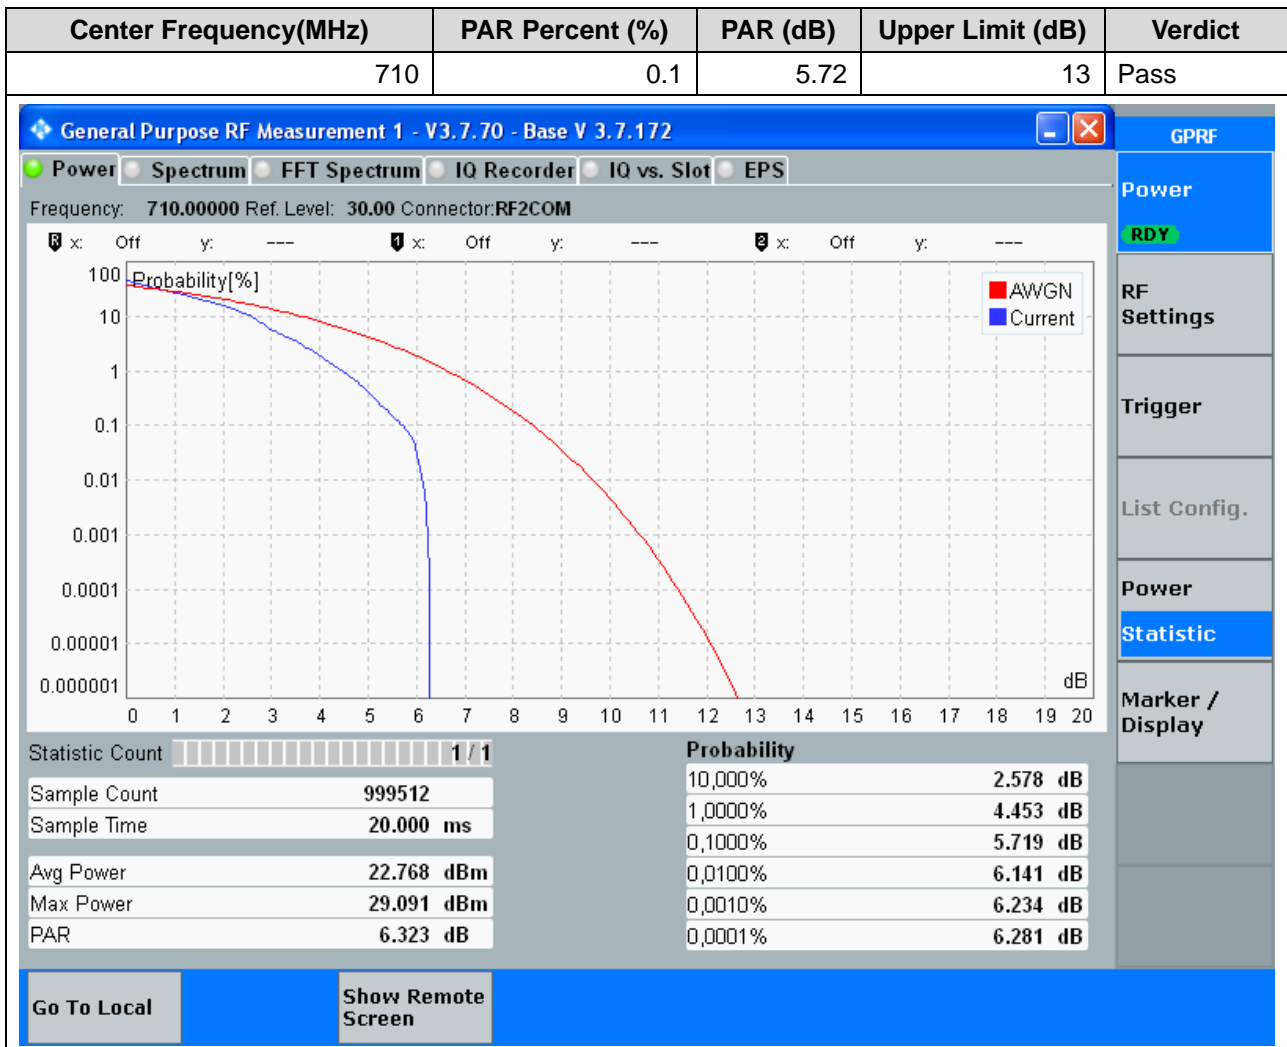 Center Frequency(MHz) PAR Percent (%) PAR (dB) Upper Limit (dB) Verdict
710 0.1 5.72 13 Pass
General Purpose RF Measurement 1 - V3.7.70 - Base V 3.7.172
GPRF
Power Spectrum FFT Spectrum IQ Recorder IQ vs. Slot EPS
Power
RDY
Frequency: 710.00000 Ref. Level: 30.00 Connector:RF2COM
R x: Off y: --- 1 x: Off y: --- 2 x: Off y: ---
Probability[%]
100
10
1
0.1
0.01
0.001
0.0001
0.00001
0.000001
AWGN
Current
dB
0 1 2 3 4 5 6 7 8 9 10 11 12 13 14 15 16 17 18 19 20
RF
Settings
Trigger
List Config.
Power
Statistic
Marker /
Display
Statistic Count 1 / 1
Sample Count 999512
Sample Time 20.000 ms
Avg Power 22.768 dBm
Max Power 29.091 dBm
PAR 6.323 dB
Probability
10,000% 2.578 dB
1,0000% 4.453 dB
0,1000% 5.719 dB
0,0100% 6.141 dB
0,0010% 6.234 dB
0,0001% 6.281 dB
Go To Local
Show Remote
Screen